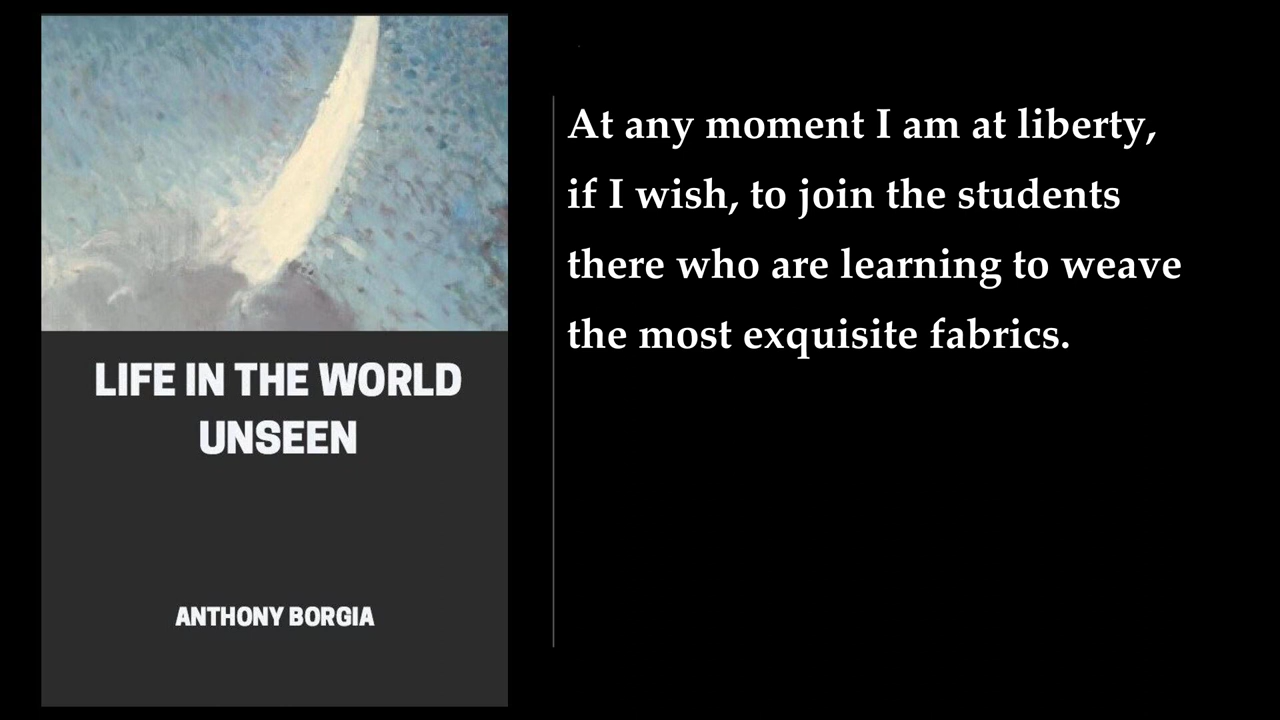 LIFE IN THE WORLD
UNSEEN
ANTHONY BORGIA
At any moment I am at liberty,
if I wish, to join the students
there who are learning to weave
the most exquisite fabrics.